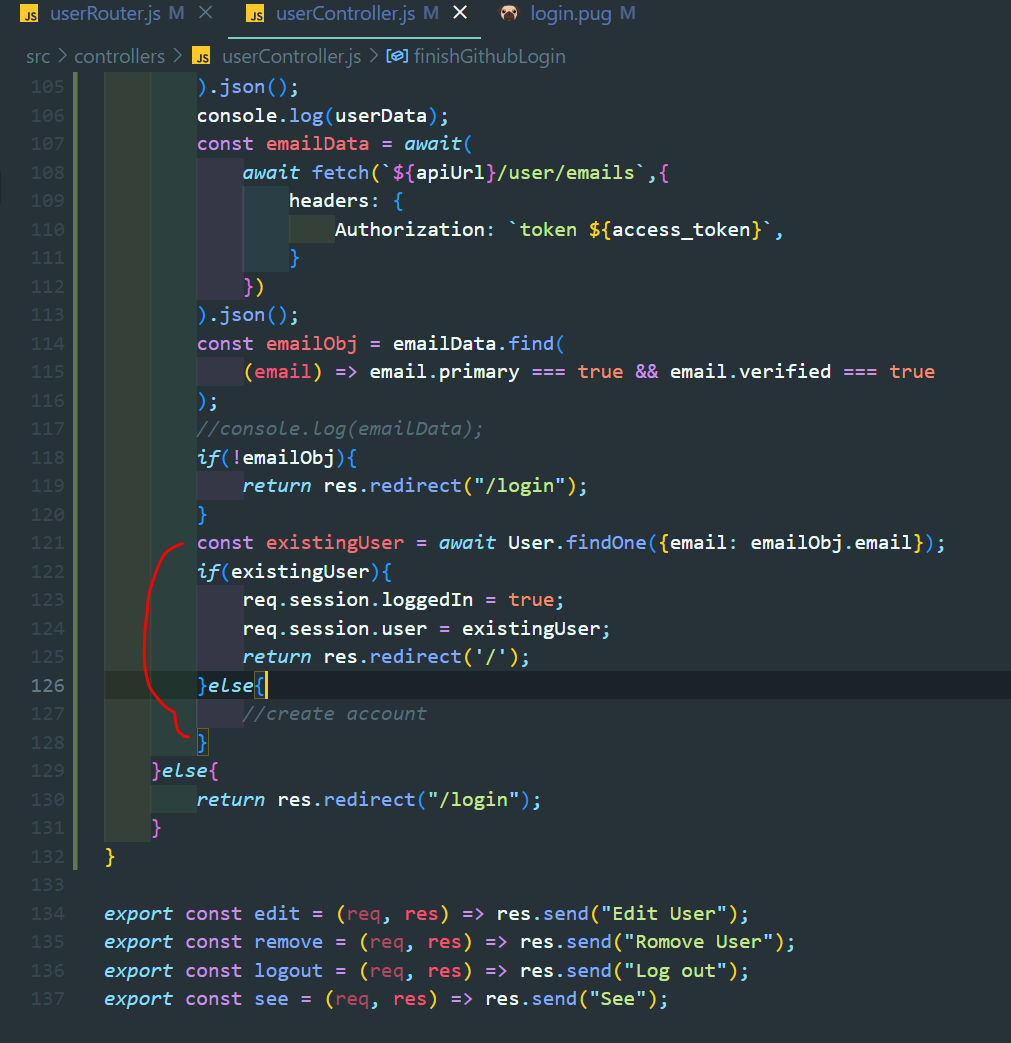 JS userRouter.js M ×
JS userController.js M ×
login.pug M
src > controllers > JS userController.js > finishGithubLogin
105 ).json();
106 console.log(userData);
107 const emailData = await(
108 await fetch(`${apiUrl}/user/emails`,{
109 headers: {
110 Authorization: `token ${access_token}`,
111 }
112 })
113 ).json();
114 const emailObj = emailData.find(
115 (email) => email.primary === true && email.verified === true
116 );
117 //console.log(emailData);
118 if(!emailObj){
119 return res.redirect("/login");
120 }
121 const existingUser = await User.findOne({email: emailObj.email});
122 if(existingUser){
123 req.session.loggedIn = true;
124 req.session.user = existingUser;
125 return res.redirect('/');
126 }else{
127 //create account
128 }
129 }else{
130 return res.redirect("/login");
131 }
132 }
133
134 export const edit = (req, res) => res.send("Edit User");
135 export const remove = (req, res) => res.send("Romove User");
136 export const logout = (req, res) => res.send("Log out");
137 export const see = (req, res) => res.send("See");